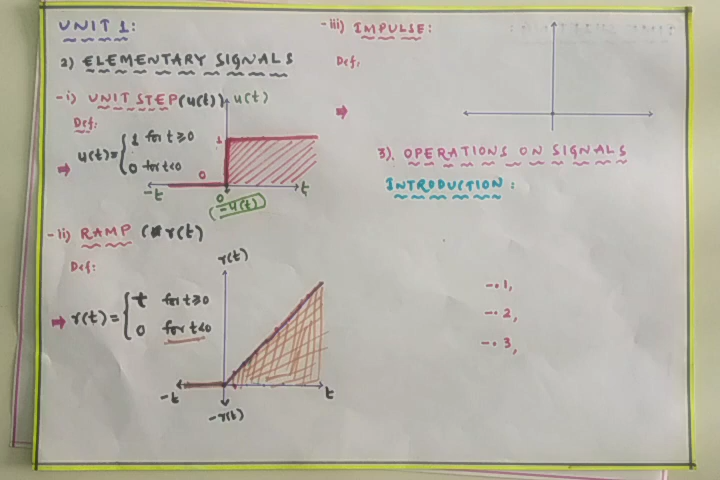 UNIT 1:
2) ELEMENTARY SIGNALS
-i) UNIT STEP (u(t))
u(t)
Def:
u(t)= { 1 for t≥0
0 for t<0
1
0
-t
0
t
(-u(t))
-ii) RAMP (r(t)
Def:
r(t)
r(t)= { t for t≥0
0 for t<0
-t
t
-r(t)
-iii) IMPULSE:
Def:
3). OPERATIONS ON SIGNALS
INTRODUCTION:
-. 1,
-. 2,
-. 3,